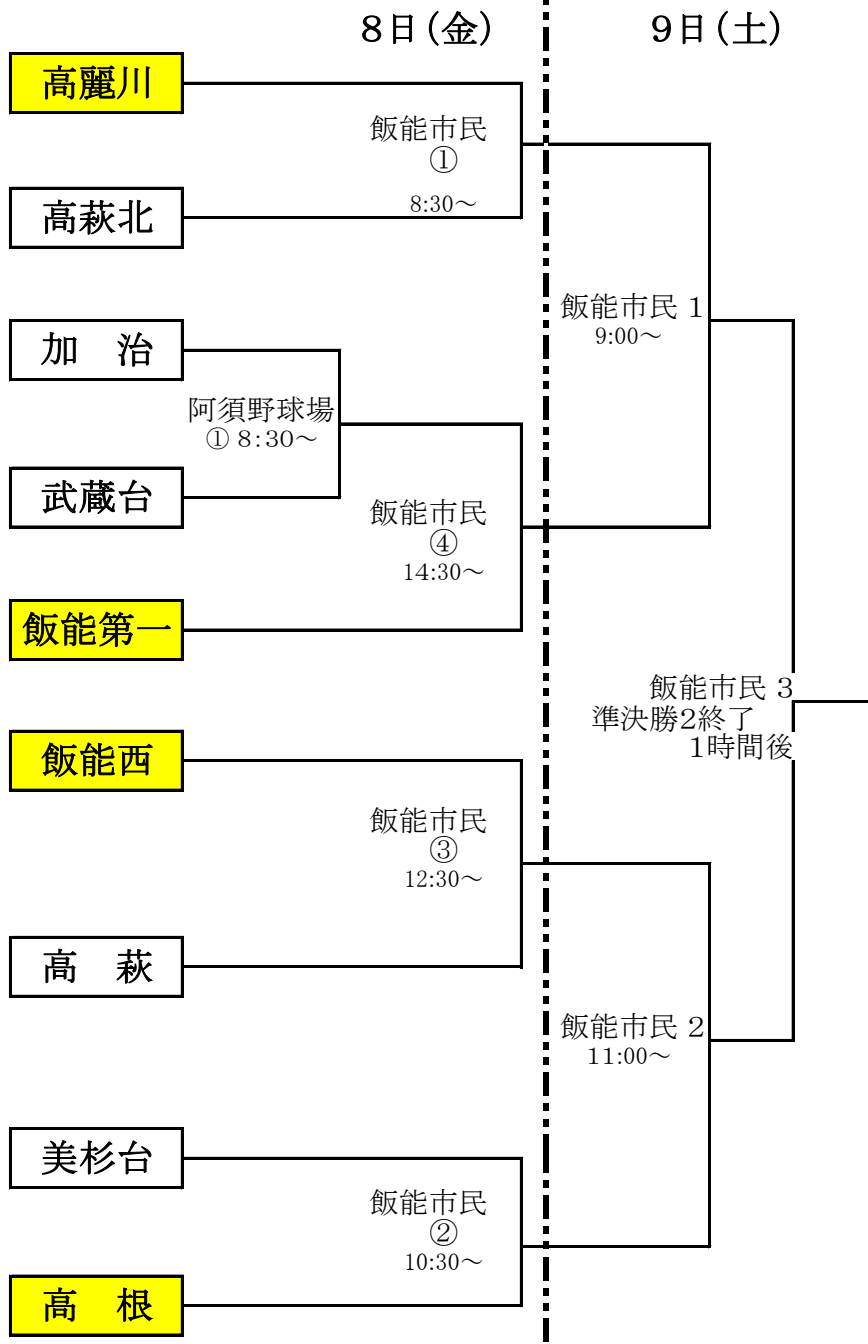 8日(金)
9日(土)
高麗川
飯能市民
①
8:30～
高萩北
飯能市民 1
9:00～
加　治
阿須野球場
① 8:30～
武蔵台
飯能市民
④
14:30～
飯能第一
飯能市民 3
準決勝2終了
1時間後
飯能西
飯能市民
③
12:30～
高　萩
飯能市民 2
11:00～
美杉台
飯能市民
②
10:30～
高　根